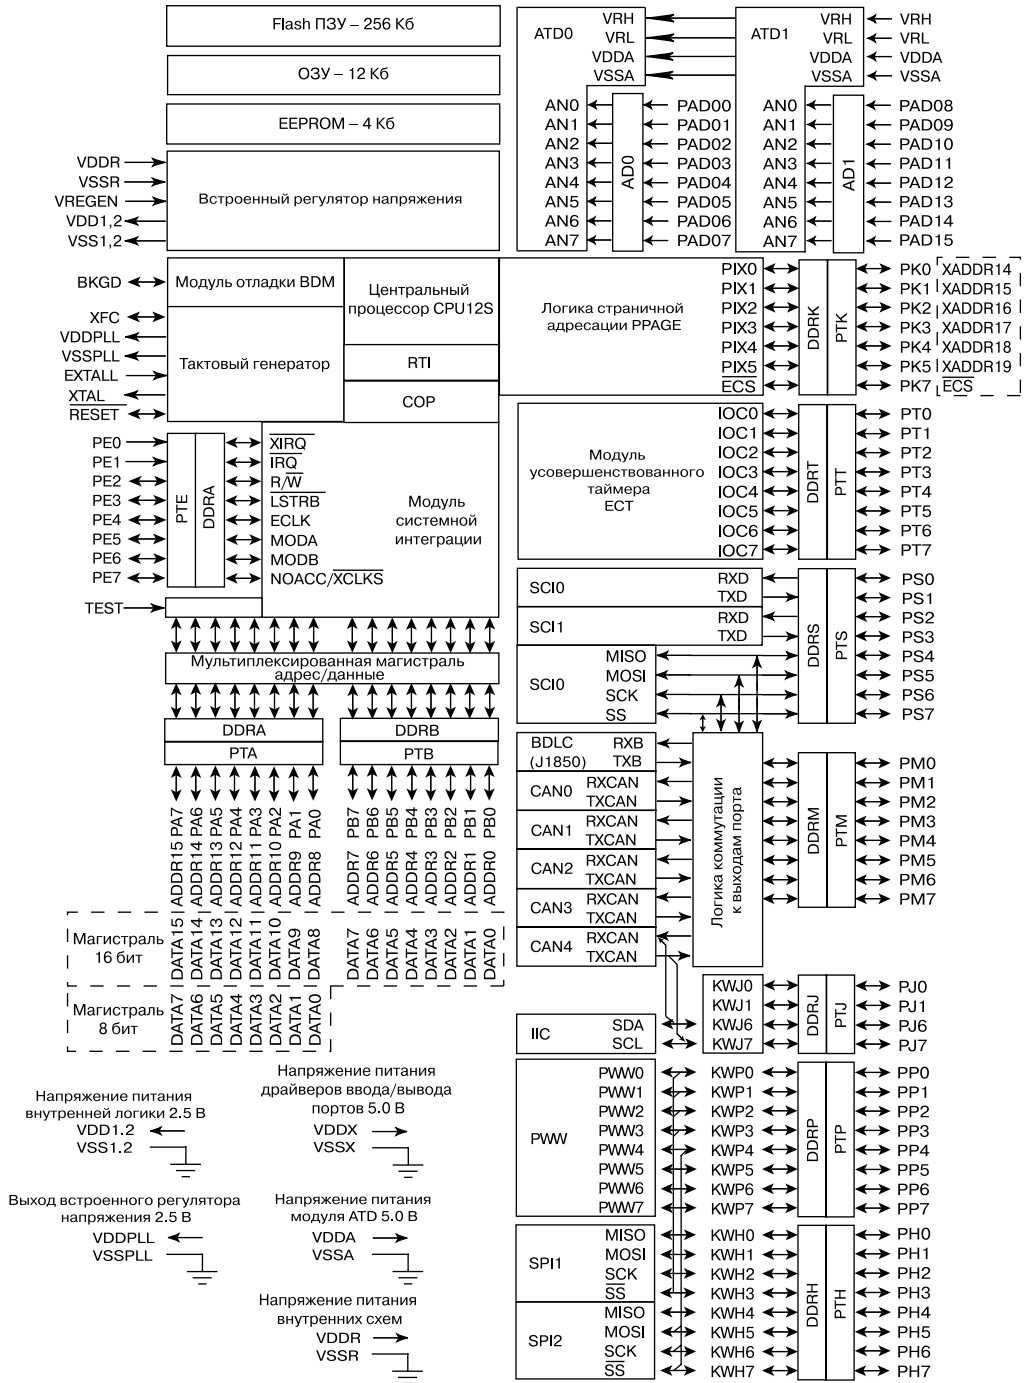 Flash ПЗУ – 256 Кб
ОЗУ – 12 Кб
EEPROM – 4 Кб
VDDR
VSSR
VREGEN
VDD1,2
VSS1,2
Встроенный регулятор напряжения
BKGD
Модуль отладки BDM
Центральный
процессор CPU12S
XFC
VDDPLL
VSSPLL
EXTALL
XTAL
RESET
Тактовый генератор
RTI
COP
PE0
PE1
PE2
PE3
PE4
PE5
PE6
PE7
PTE
DDRA
XIRQ
IRQ
R/W
LSTRB
ECLK
MODA
MODB
NOACC/XCLKS
Модуль
системной
интеграции
TEST
Мультиплексированная магистраль
адрес/данные
DDRA
PTA
DDRB
PTB
ADDR15 PA7
ADDR14 PA6
ADDR13 PA5
ADDR12 PA4
ADDR11 PA3
ADDR10 PA2
ADDR9 PA1
ADDR8 PA0
ADDR7 PB7
ADDR6 PB6
ADDR5 PB5
ADDR4 PB4
ADDR3 PB3
ADDR2 PB2
ADDR1 PB1
ADDR0 PB0
Магистраль
16 бит
DATA15
DATA14
DATA13
DATA12
DATA11
DATA10
DATA9
DATA8
DATA7
DATA6
DATA5
DATA4
DATA3
DATA2
DATA1
DATA0
Магистраль
8 бит
DATA7
DATA6
DATA5
DATA4
DATA3
DATA2
DATA1
DATA0
Напряжение питания
внутренней логики 2.5 В
VDD1.2
VSS1.2
Напряжение питания
драйверов ввода/вывода
портов 5.0 В
VDDX
VSSX
Выход встроенного регулятора
напряжения 2.5 В
VDDPLL
VSSPLL
Напряжение питания
модуля ATD 5.0 В
VDDA
VSSA
Напряжение питания
внутренних схем
VDDR
VSSR
ATD0
VRH
VRL
VDDA
VSSA
ATD1
VRH
VRL
VDDA
VSSA
VRH
VRL
VDDA
VSSA
AN0
AN1
AN2
AN3
AN4
AN5
AN6
AN7
AD0
PAD00
PAD01
PAD02
PAD03
PAD04
PAD05
PAD06
PAD07
AN0
AN1
AN2
AN3
AN4
AN5
AN6
AN7
AD1
PAD08
PAD09
PAD10
PAD11
PAD12
PAD13
PAD14
PAD15
Логика страничной
адресации PPAGE
PIX0
PIX1
PIX2
PIX3
PIX4
PIX5
ECS
DDRK
PTK
PK0 XADDR14
PK1 XADDR15
PK2 XADDR16
PK3 XADDR17
PK4 XADDR18
PK5 XADDR19
PK7 ECS
Модуль
усовершенствованного
таймера
ECT
IOC0
IOC1
IOC2
IOC3
IOC4
IOC5
IOC6
IOC7
DDRT
PTT
PT0
PT1
PT2
PT3
PT4
PT5
PT6
PT7
SCI0
RXD
TXD
SCI1
RXD
TXD
SCI0
MISO
MOSI
SCK
SS
DDRS
PTS
PS0
PS1
PS2
PS3
PS4
PS5
PS6
PS7
BDLC
(J1850)
RXB
TXB
CAN0
RXCAN
TXCAN
CAN1
RXCAN
TXCAN
CAN2
RXCAN
TXCAN
CAN3
RXCAN
TXCAN
CAN4
RXCAN
TXCAN
Логика коммутации
к выходам порта
DDRM
PTM
PM0
PM1
PM2
PM3
PM4
PM5
PM6
PM7
IIC
SDA
SCL
KWJ0
KWJ1
KWJ6
KWJ7
DDRJ
PTJ
PJ0
PJ1
PJ6
PJ7
PWW
PWW0
PWW1
PWW2
PWW3
PWW4
PWW5
PWW6
PWW7
KWP0
KWP1
KWP2
KWP3
KWP4
KWP5
KWP6
KWP7
DDRP
PTP
PP0
PP1
PP2
PP3
PP4
PP5
PP6
PP7
SPI1
MISO
MOSI
SCK
SS
SPI2
MISO
MOSI
SCK
SS
KWH0
KWH1
KWH2
KWH3
KWH4
KWH5
KWH6
KWH7
DDRH
PTH
PH0
PH1
PH2
PH3
PH4
PH5
PH6
PH7